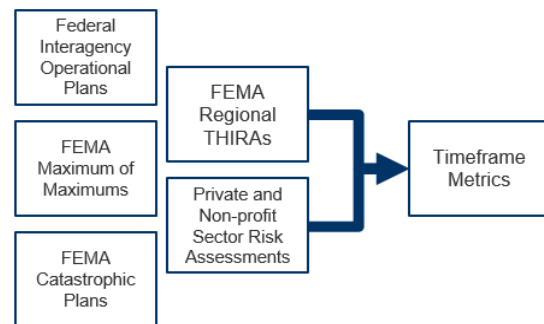 Federal
Interagency
Operational
Plans
FEMA
Maximum of
Maximums
FEMA
Catastrophic
Plans
FEMA
Regional
THIRAs
Private and
Non-profit
Sector Risk
Assessments
Timeframe
Metrics